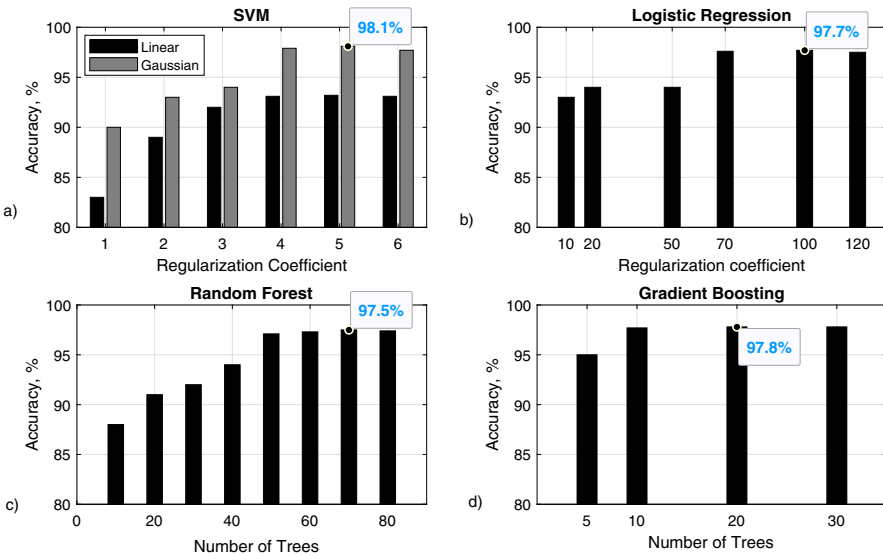 SVM
98.1%
Linear
Gaussian
100
95
90
85
80
Accuracy, %
1 2 3 4 5 6
Regularization Coefficient
a)
Logistic Regression
97.7%
100
95
90
85
80
Accuracy, %
10 20 50 70 100 120
Regularization coefficient
b)
Random Forest
97.5%
100
95
90
85
80
Accuracy, %
0 20 40 60 80
Number of Trees
c)
Gradient Boosting
97.8%
100
95
90
85
80
Accuracy, %
5 10 20 30
Number of Trees
d)